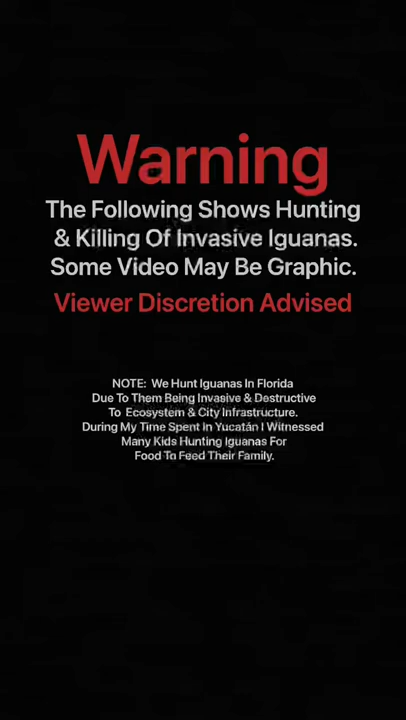 Warning
The Following Shows Hunting
& Killing Of Invasive Iguanas.
Some Video May Be Graphic.
Viewer Discretion Advised
NOTE: We Hunt Iguanas In Florida
Due To Them Being Invasive & Destructive
To Ecosystem & City Infrastructure.
During My Time Spent In Yucatán I Witnessed
Many Kids Hunting Iguanas For
Food To Feed Their Family.